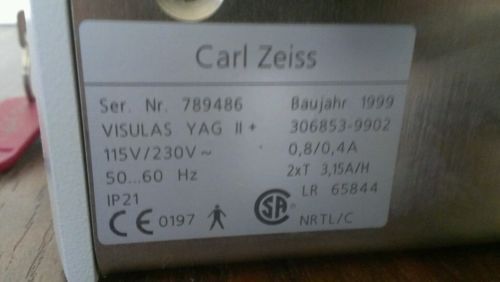 Carl Zeiss
Ser. Nr. 789486 Baujahr 1999
VISULAS YAG II + 306853-9902
115V/230V ~ 0,8/0,4A
50...60 Hz 2xT 3,15A/H
IP21 LR 65844
CE 0197 SA NRTL/C